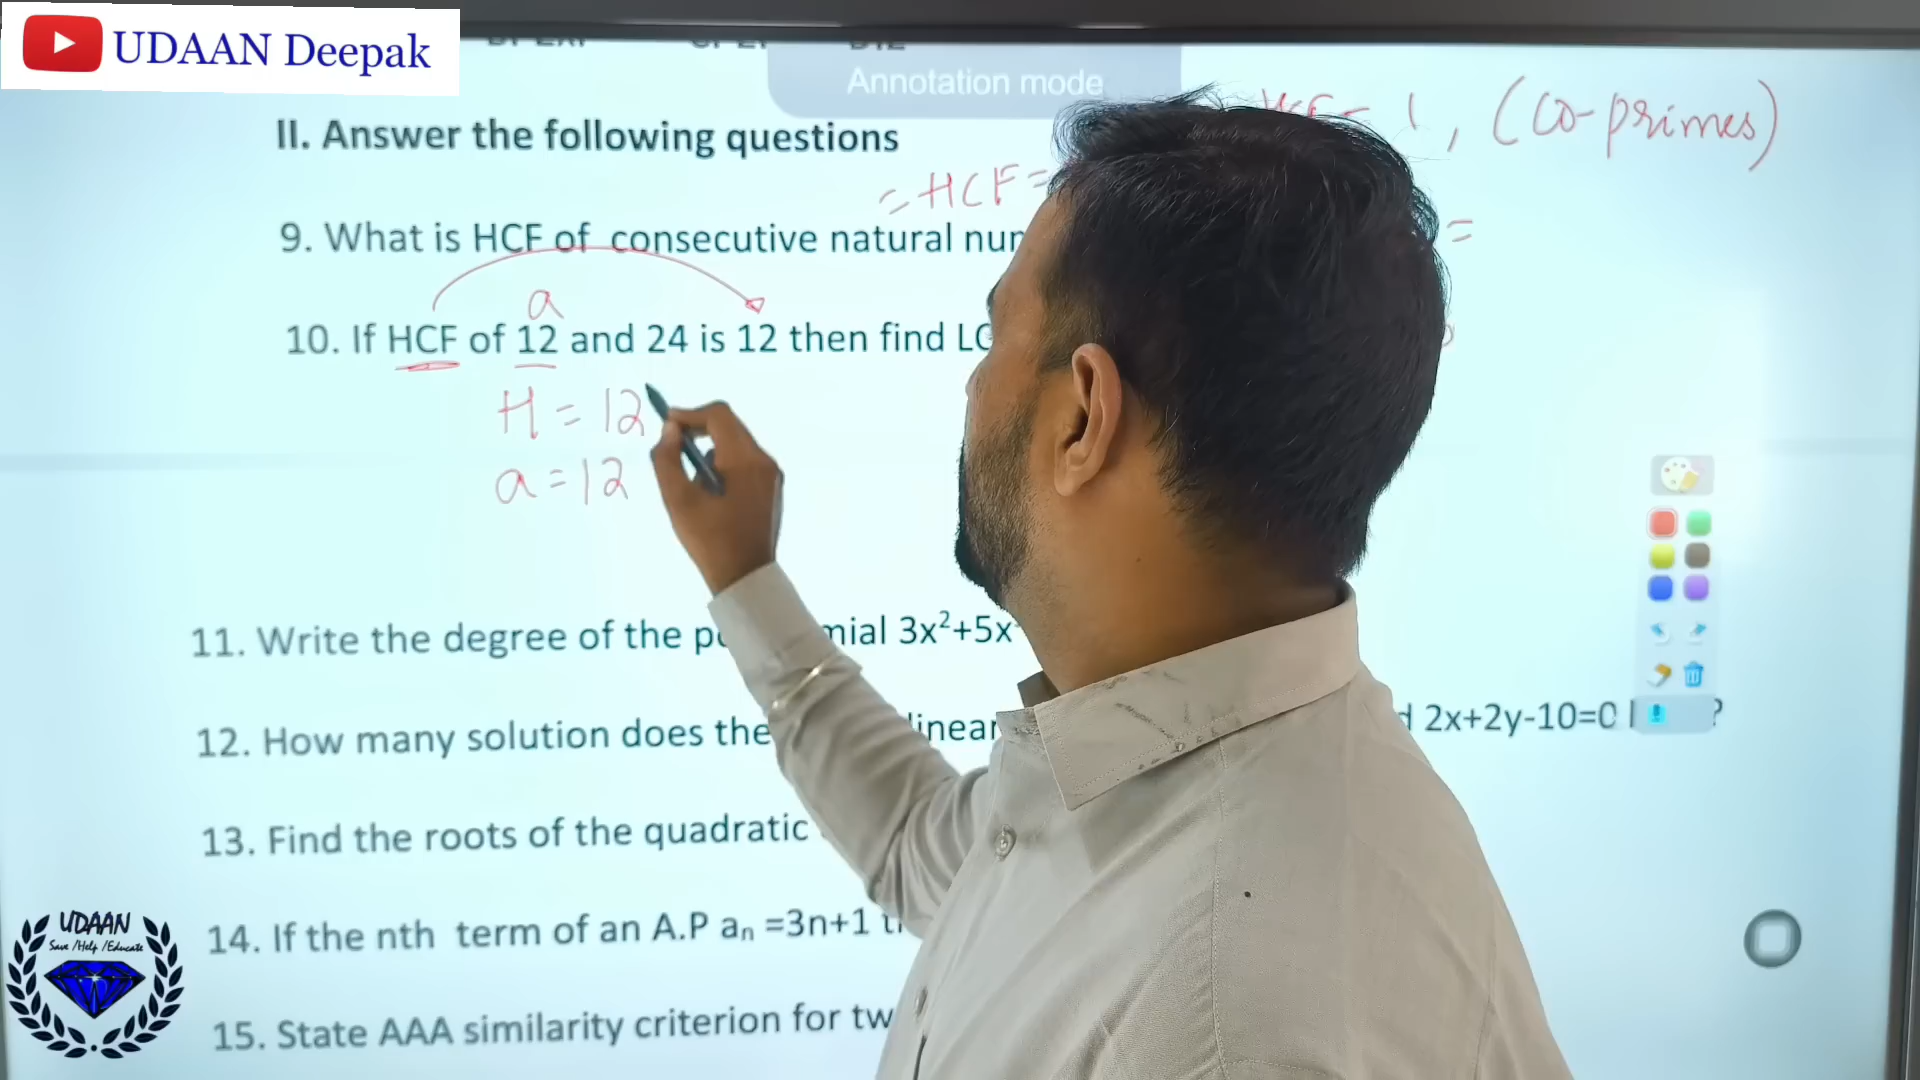 UDAAN Deepak
Annotation mode
HCF = 1, (Co-primes)
II. Answer the following questions
= HCF =
9. What is HCF of consecutive natural
=
a
10. If HCF of 12 and 24 is 12 then find
H = 12
a = 12
11. Write the degree of the 3x²+5x
12. How many solution does the linear 2x+2y-10=0 ?
13. Find the roots of the quadratic
14. If the nth term of an A.P aₙ =3n+1
15. State AAA similarity criterion for
UDAAN
Save /Help /Educate